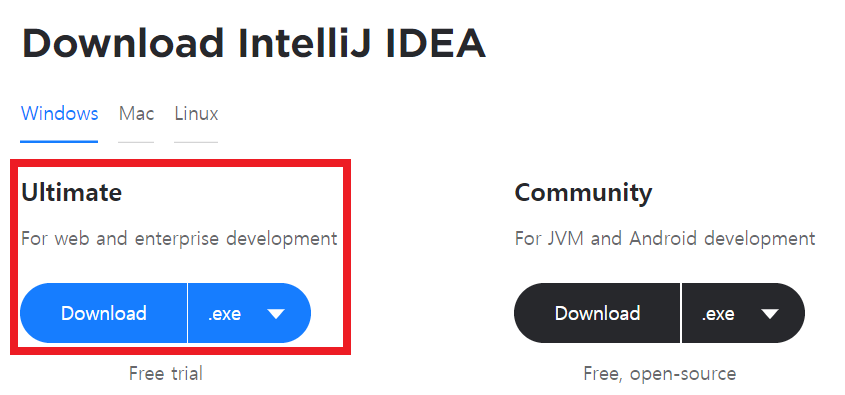 Download IntelliJ IDEA
Windows Mac Linux
Ultimate
For web and enterprise development
Download .exe
Free trial
Community
For JVM and Android development
Download .exe
Free, open-source